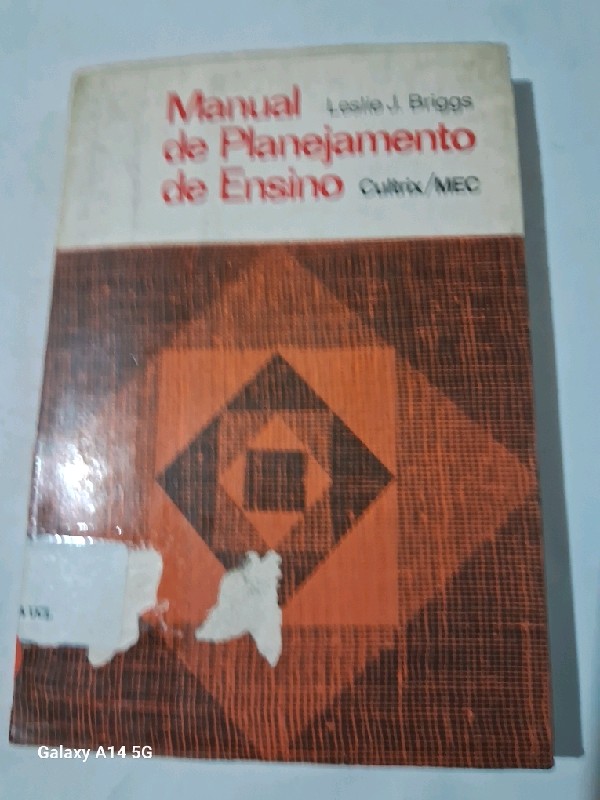 Manual Leslie J. Briggs
de Planejamento
de Ensino Cultrix/MEC
Galaxy A14 5G